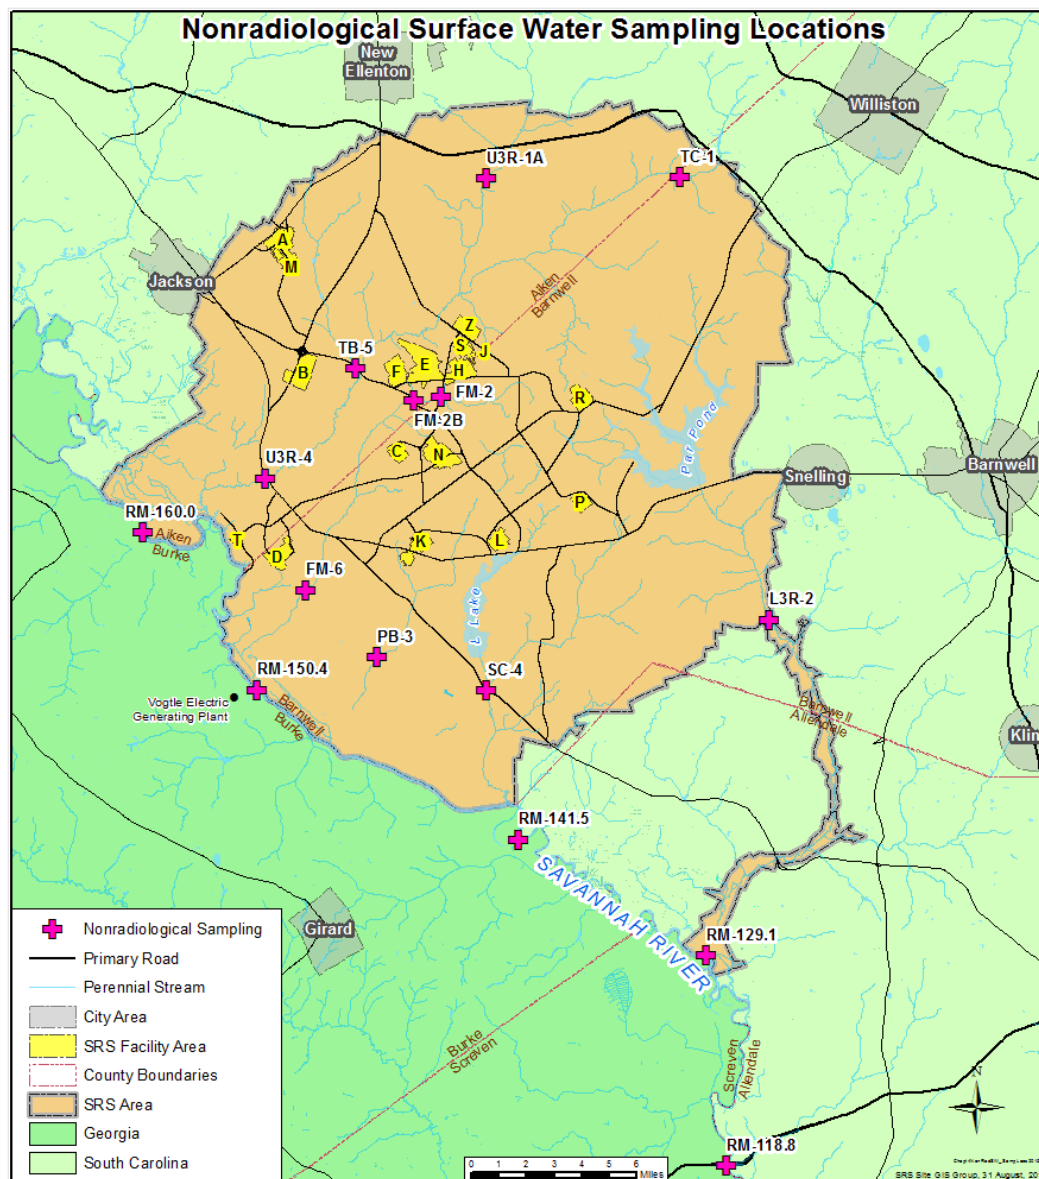 Nonradiological Surface Water Sampling Locations
New
Ellenton
Williston
U3R-1A
TC-1
A
M
Jackson
Aiken
Barnwell
Z
S
J
TB-5
E
F
H
B
FM-2
R
FM-2B
Par Pond
C
N
U3R-4
Snelling
Barnwell
P
RM-160.0
Aiken
Burke
T
D
K
L
FM-6
L Lake
L3R-2
PB-3
SC-4
RM-150.4
Vogtle Electric
Generating Plant
Barnwell
Burke
Barnwell
Allendale
Klin
RM-141.5
SAVANNAH RIVER
Girard
RM-129.1
Burke
Screven
Screven
Allendale
N
RM-118.8
Nonradiological Sampling
Primary Road
Perennial Stream
City Area
SRS Facility Area
County Boundaries
SRS Area
Georgia
South Carolina
0 1 2 3 4 5 6
Miles
SRS Site GIS Group, 31 August, 20